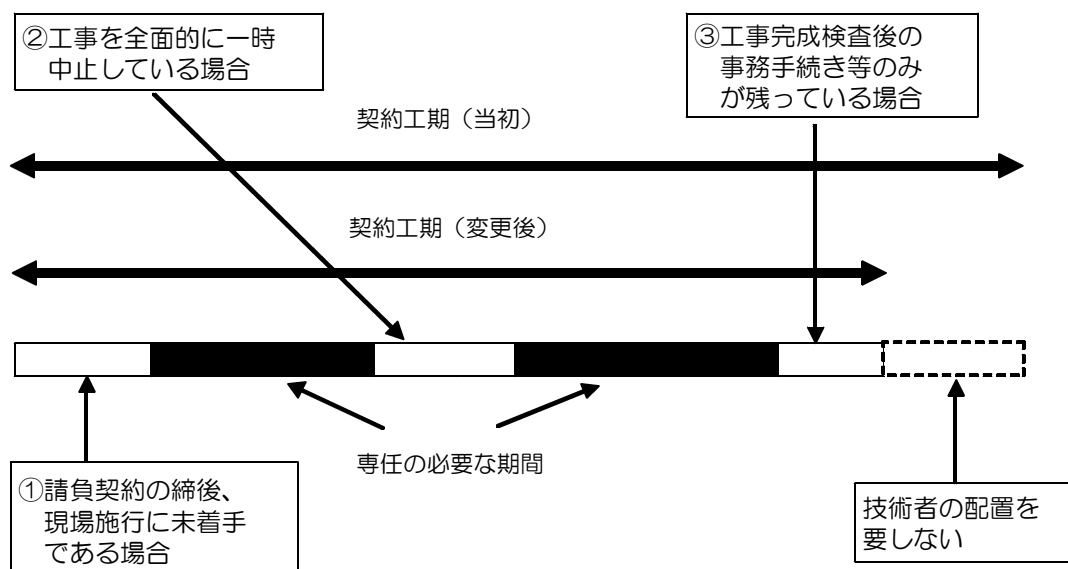 ②工事を全面的に一時
中止している場合
③工事完成検査後の
事務手続き等のみ
が残っている場合
契約工期（当初）
契約工期（変更後）
専任の必要な期間
①請負契約の締後、
現場施行に未着手
である場合
技術者の配置を
要しない